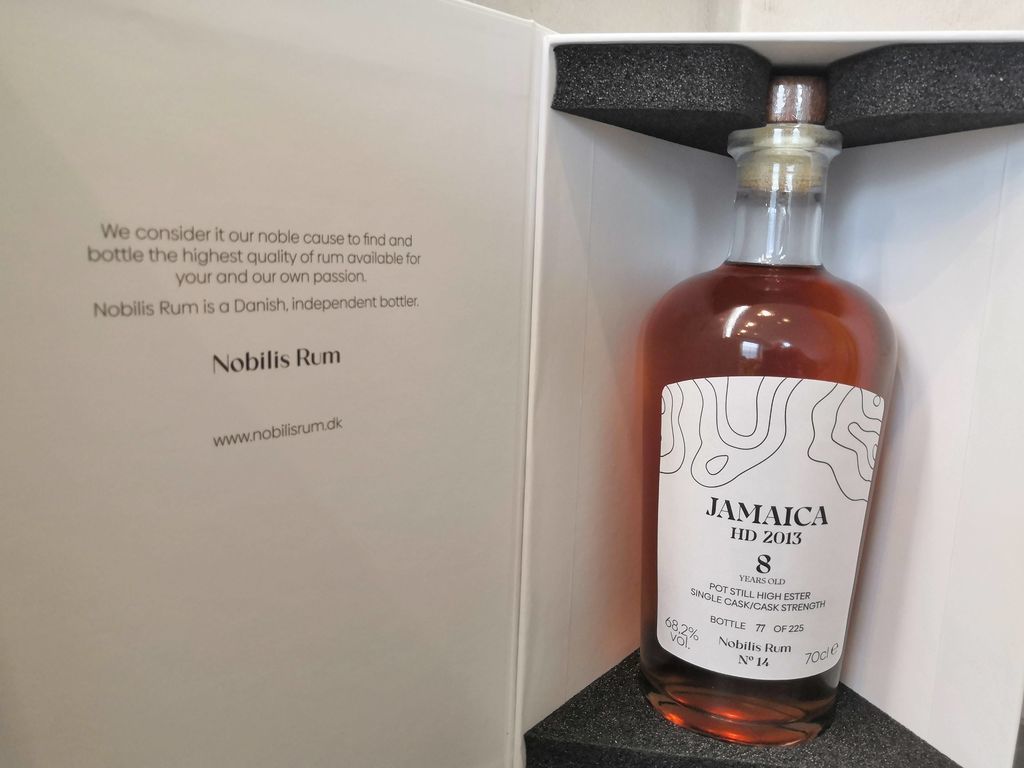 We consider it our noble cause to find and
bottle the highest quality of rum available for
your and our own passion.
Nobilis Rum is a Danish, independent bottler.
Nobilis Rum
www.nobilisrum.dk
JAMAICA
HD 2013
8
YEARS OLD
POT STILL HIGH ESTER
SINGLE CASK/CASK STRENGTH
BOTTLE 77 OF 225
68.2%
vol.
Nobilis Rum
Nº 14
70cl e